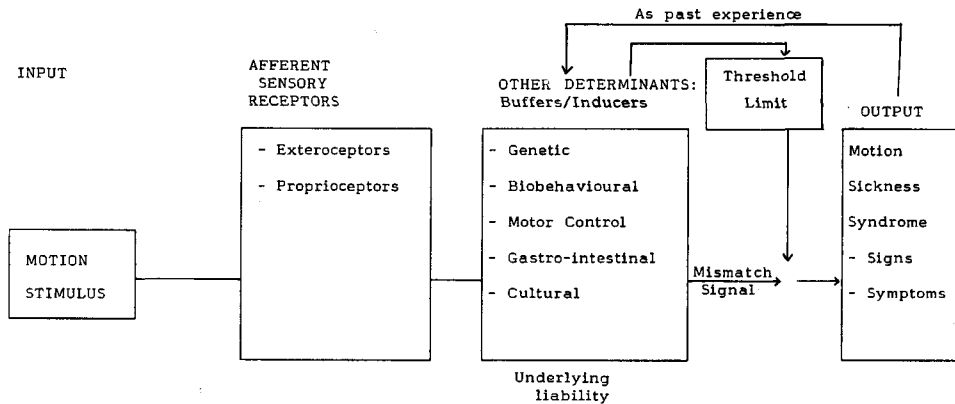 As past experience
INPUT
AFFERENT
SENSORY
RECEPTORS
OTHER DETERMINANTS:
Buffers/Inducers
Threshold
Limit
OUTPUT
MOTION
STIMULUS
- Exteroceptors
- Proprioceptors
- Genetic
- Biobehavioural
- Motor Control
- Gastro-intestinal
- Cultural
Mismatch
Signal
Motion
Sickness
Syndrome
- Signs
- Symptoms
Underlying
liability